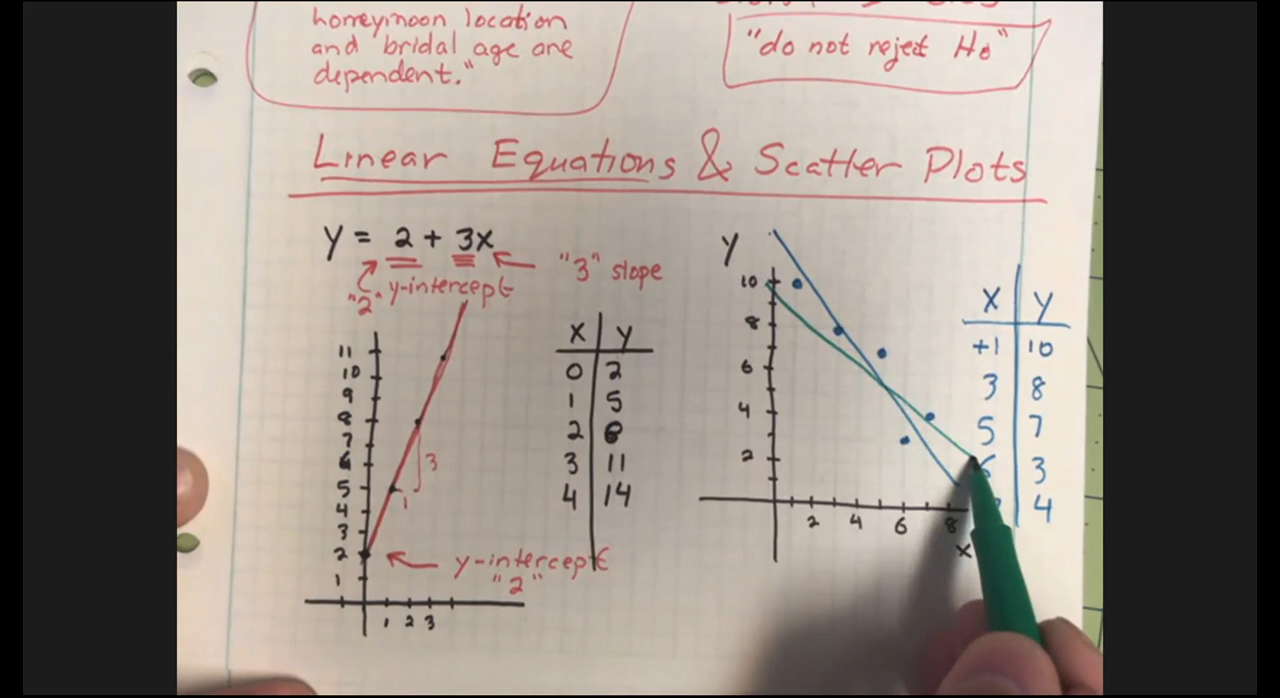 honeymoon location
and bridal age are
dependent."
"do not reject Ho"
Linear Equations & Scatter Plots
y = 2 + 3x
"3" slope
"2" y-intercept
11
10
9
8
7
6
5
4
3
2
1
1 2 3
3
1
y-intercept
"2"
X Y
0 2
1 5
2 8
3 11
4 14
Y
10
8
6
4
2
2 4 6 8
X
X Y
+1 10
3 8
5 7
6 3
4